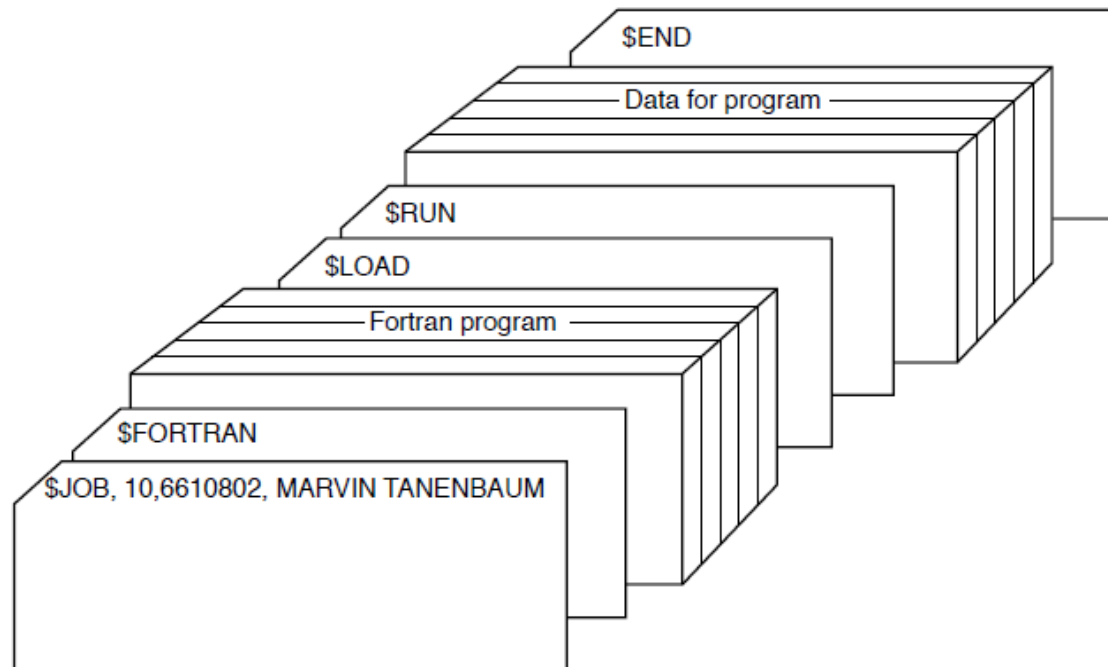 $END
Data for program
$RUN
$LOAD
Fortran program
$FORTRAN
$JOB, 10,6610802, MARVIN TANENBAUM